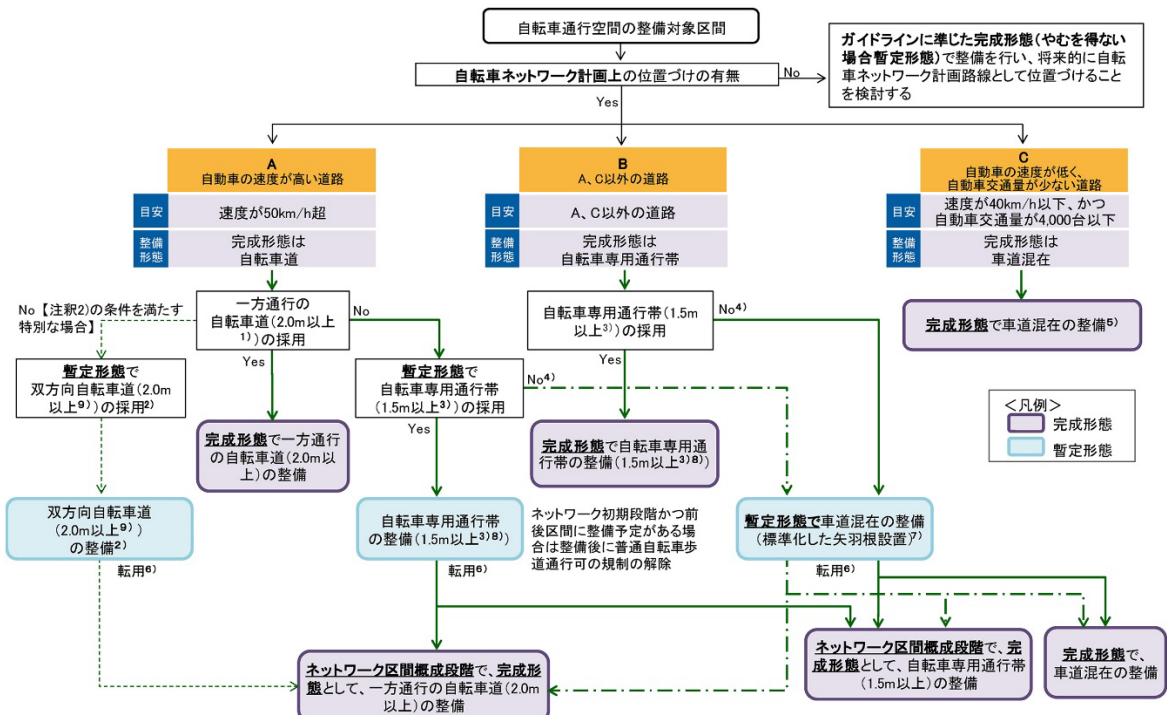 自転車通行空間の整備対象区間
自転車ネットワーク計画上の位置づけの有無
No
Yes
ガイドラインに準じた完成形態(やむを得ない
場合暫定形態)で整備を行い、将来的に自転
車ネットワーク計画路線として位置づけること
を検討する
A
自動車の速度が高い道路
目安
速度が50km/h超
整備
形態
完成形態は
自転車道
B
A、C以外の道路
目安
A、C以外の道路
整備
形態
完成形態は
自転車専用通行帯
C
自動車の速度が低く、
自動車交通量が少ない道路
目安
速度が40km/h以下、かつ
自動車交通量が4,000台以下
整備
形態
完成形態は
車道混在
No【注釈2)の条件を満たす
特別な場合】
一方通行の
自転車道(2.0m以上
1))の採用
No
Yes
自転車専用通行帯(1.5m
以上3))の採用
No4)
Yes
完成形態で車道混在の整備5)
暫定形態で
双方向自転車道(2.0m
以上9))の採用2)
暫定形態で
自転車専用通行帯
(1.5m以上3))の採用
No4)
Yes
<凡例>
完成形態
暫定形態
完成形態で一方通行
の自転車道(2.0m以
上)の整備
完成形態で自転車専用通
行帯の整備(1.5m以上3)8))
双方向自転車道
(2.0m以上9))
の整備2)
自転車専用通行帯
の整備(1.5m以上3)8))
ネットワーク初期段階かつ前
後区間に整備予定がある場
合は整備後に普通自転車歩
道通行可の規制の解除
暫定形態で車道混在の整備
(標準化した矢羽根設置)7)
転用6)
転用6)
転用6)
ネットワーク区間概成段階で、完成形
態として、一方通行の自転車道(2.0m
以上)の整備
ネットワーク区間概成段階で、完
成形態として、自転車専用通行帯
(1.5m以上)の整備
完成形態で、
車道混在の整備